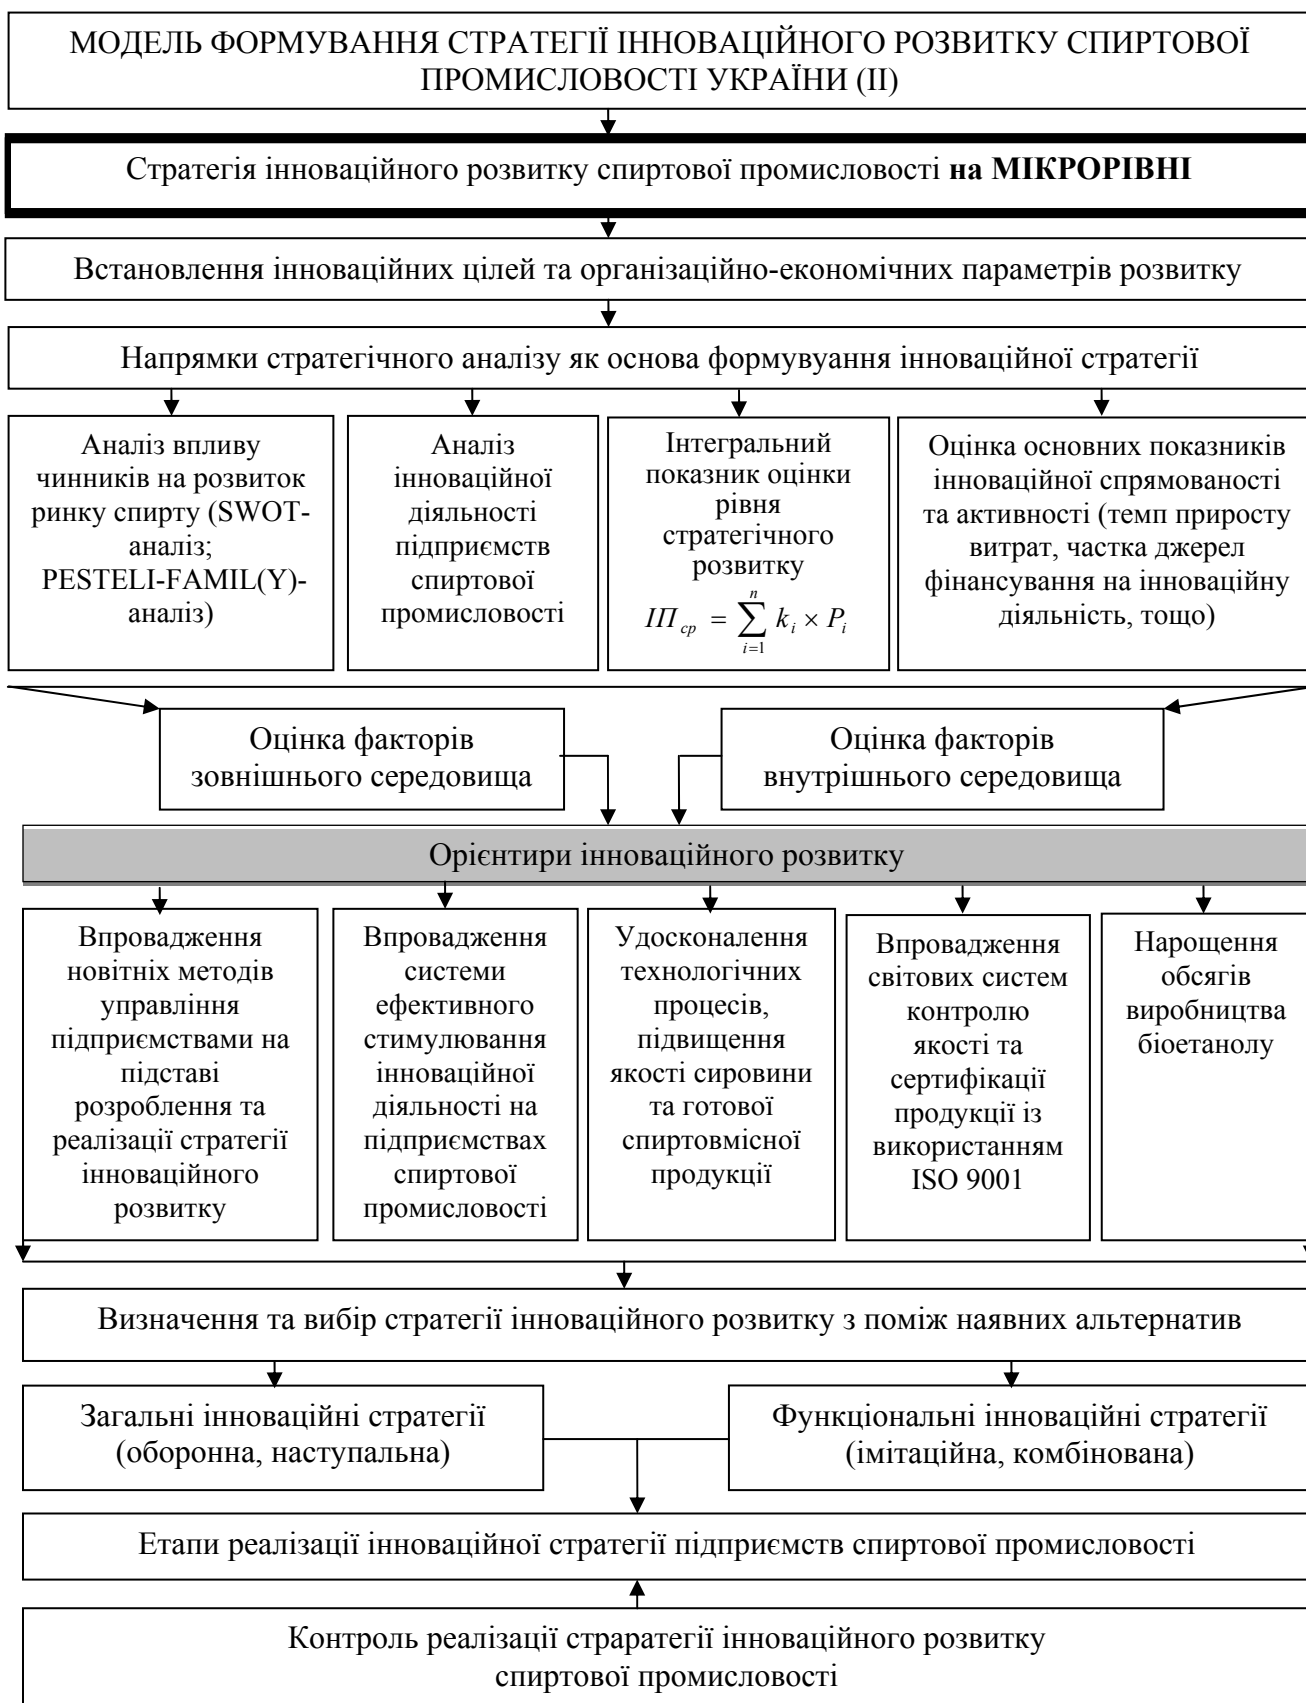 МОДЕЛЬ ФОРМУВАННЯ СТРАТЕГІЇ ІННОВАЦІЙНОГО РОЗВИТКУ СПИРТОВОЇ
ПРОМИСЛОВОСТІ УКРАЇНИ (ІІ)
Стратегія інноваційного розвитку спиртової промисловості на МІКРОРІВНІ
Встановлення інноваційних цілей та організаційно-економічних параметрів розвитку
Напрямки стратегічного аналізу як основа формувуання інноваційної стратегії
Аналіз впливу
чинників на розвиток
ринку спирту (SWOT-
аналіз;
PESTELI-FAMIL(Y)-
аналіз)
Аналіз
інноваційної
діяльності
підприємств
спиртової
промисловості
Інтегральний
показник оцінки
рівня
стратегічного
розвитку
ІП_ср = ∑_{i=1}^{n} k_i × P_i
Оцінка основних показників
інноваційної спрямованості
та активності (темп приросту
витрат, частка джерел
фінансування на інноваційну
діяльність, тощо)
Оцінка факторів
зовнішнього середовища
Оцінка факторів
внутрішнього середовища
Орієнтири інноваційного розвитку
Впровадження
новітніх методів
управління
підприємствами на
підставі
розроблення та
реалізації стратегії
інноваційного
розвитку
Впровадження
системи
ефективного
стимулювання
інноваційної
діяльності на
підприємствах
спиртової
промисловості
Удосконалення
технологічних
процесів,
підвищення
якості сировини
та готової
спиртовмісної
продукції
Впровадження
світових систем
контролю
якості та
сертифікації
продукції із
використанням
ISO 9001
Нарощення
обсягів
виробництва
біоетанолу
Визначення та вибір стратегії інноваційного розвитку з поміж наявних альтернатив
Загальні інноваційні стратегії
(оборонна, наступальна)
Функціональні інноваційні стратегії
(імітаційна, комбінована)
Етапи реалізації інноваційної стратегії підприємств спиртової промисловості
Контроль реалізації страратегії інноваційного розвитку
спиртової промисловості